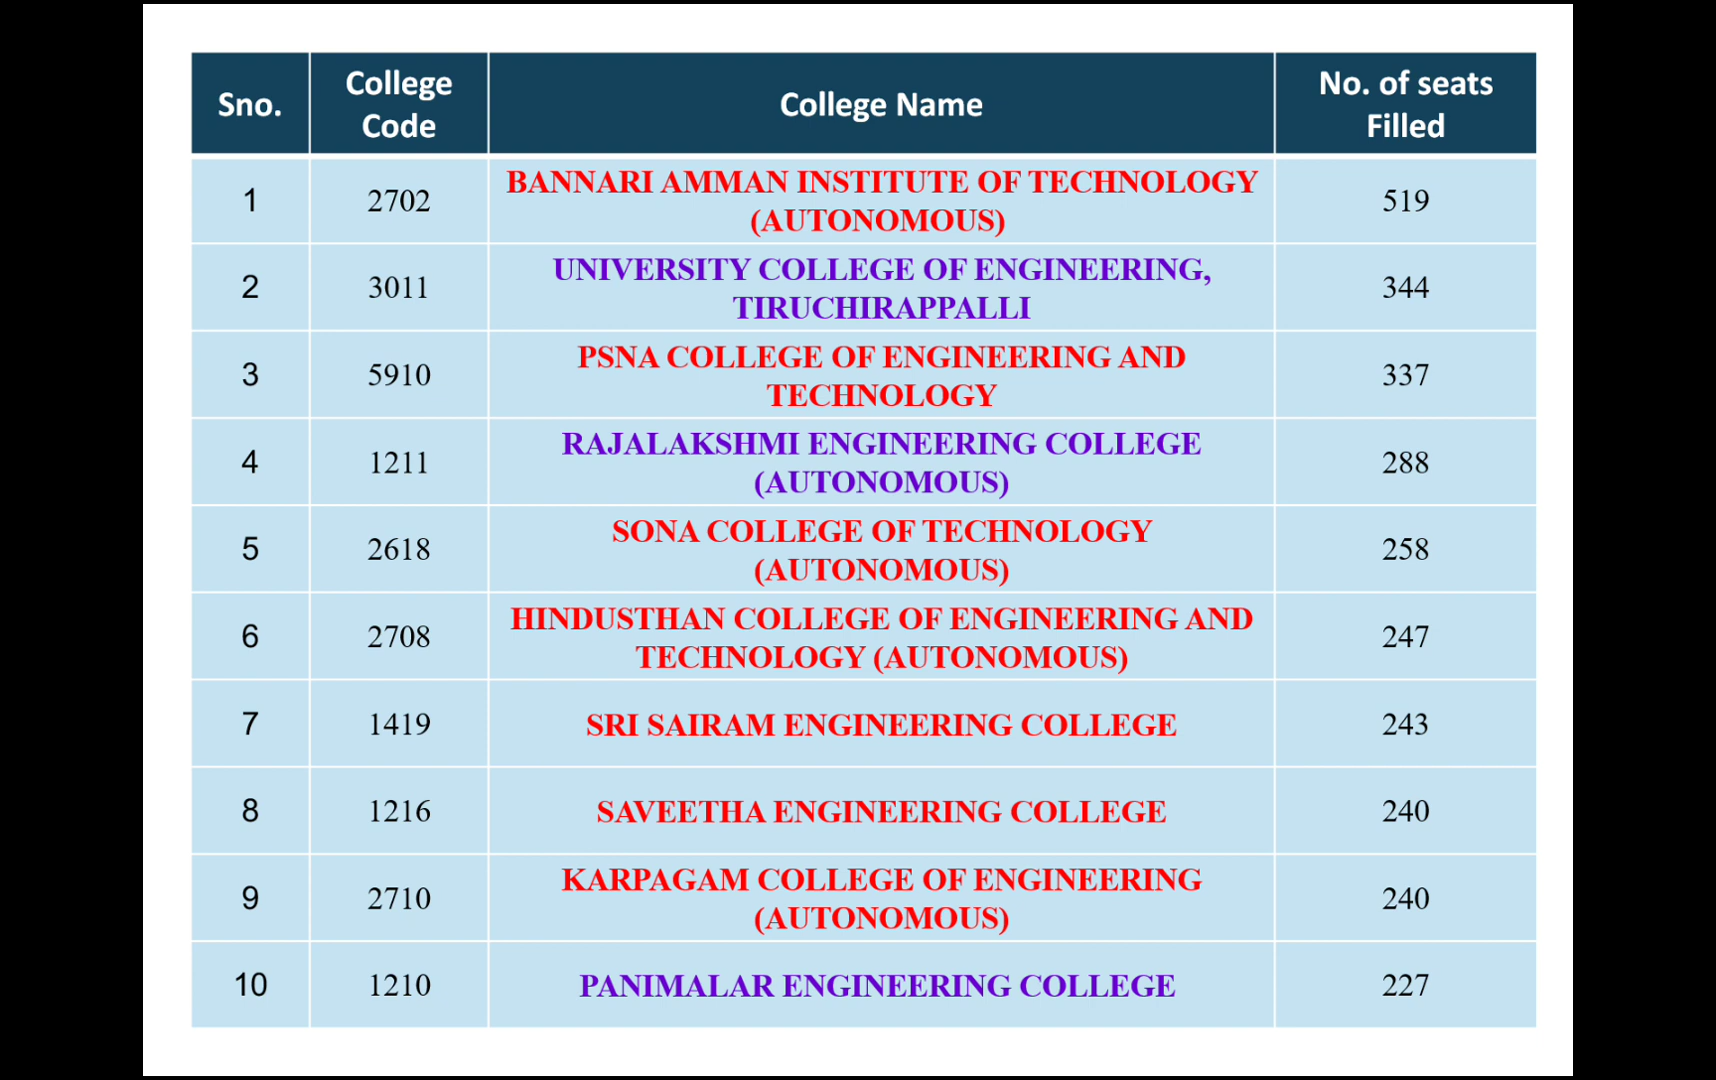 Sno.
College
Code
College Name
No. of seats
Filled
1
2702
BANNARI AMMAN INSTITUTE OF TECHNOLOGY
(AUTONOMOUS)
519
2
3011
UNIVERSITY COLLEGE OF ENGINEERING,
TIRUCHIRAPPALLI
344
3
5910
PSNA COLLEGE OF ENGINEERING AND
TECHNOLOGY
337
4
1211
RAJALAKSHMI ENGINEERING COLLEGE
(AUTONOMOUS)
288
5
2618
SONA COLLEGE OF TECHNOLOGY
(AUTONOMOUS)
258
6
2708
HINDUSTHAN COLLEGE OF ENGINEERING AND
TECHNOLOGY (AUTONOMOUS)
247
7
1419
SRI SAIRAM ENGINEERING COLLEGE
243
8
1216
SAVEETHA ENGINEERING COLLEGE
240
9
2710
KARPAGAM COLLEGE OF ENGINEERING
(AUTONOMOUS)
240
10
1210
PANIMALAR ENGINEERING COLLEGE
227